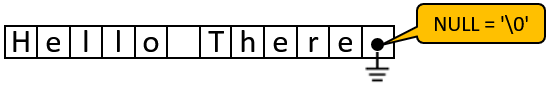 Hello There
NULL = '\0'